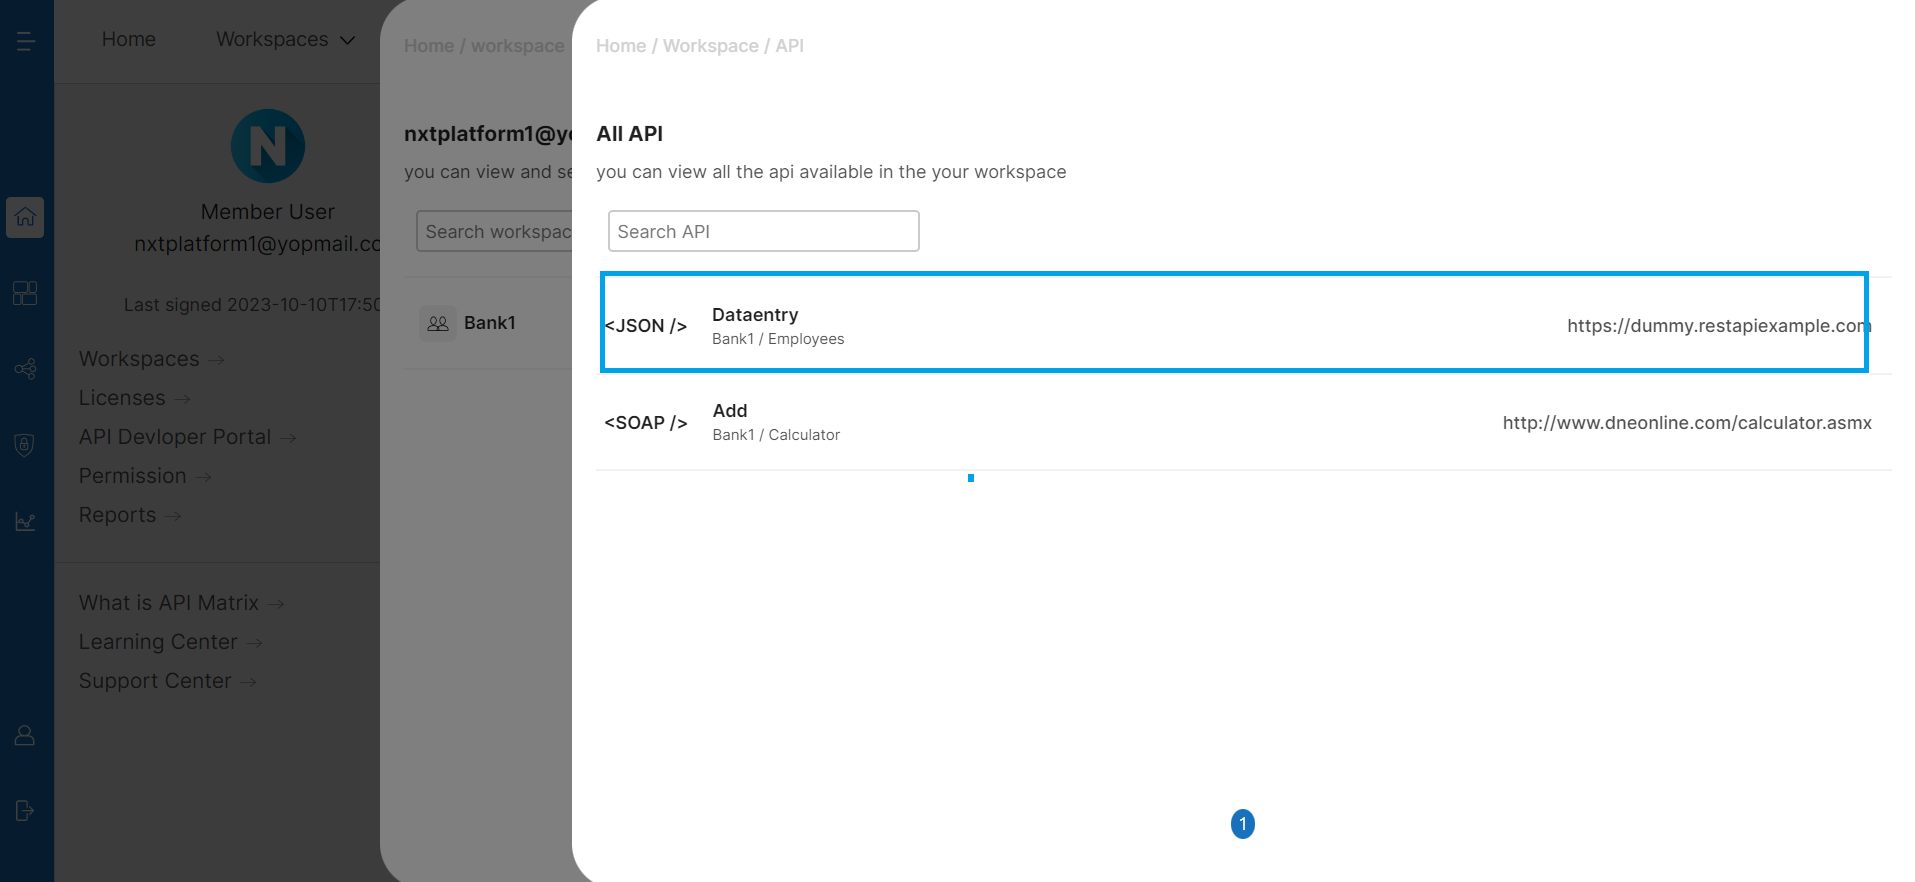 Home
Workspaces
N
Member User
nxtplatform1@yopmail.co
Last signed 2023-10-10T17:50
Workspaces →
Licenses →
API Devloper Portal →
Permission →
Reports →
What is API Matrix →
Learning Center →
Support Center →
Home / workspace
nxtplatform1@yo
you can view and se
Search workspac
Bank1
Home / Workspace / API
All API
you can view all the api available in the your workspace
Search API
<JSON />
Dataentry
Bank1 / Employees
https://dummy.restapiexample.com
<SOAP />
Add
Bank1 / Calculator
http://www.dneonline.com/calculator.asmx
1